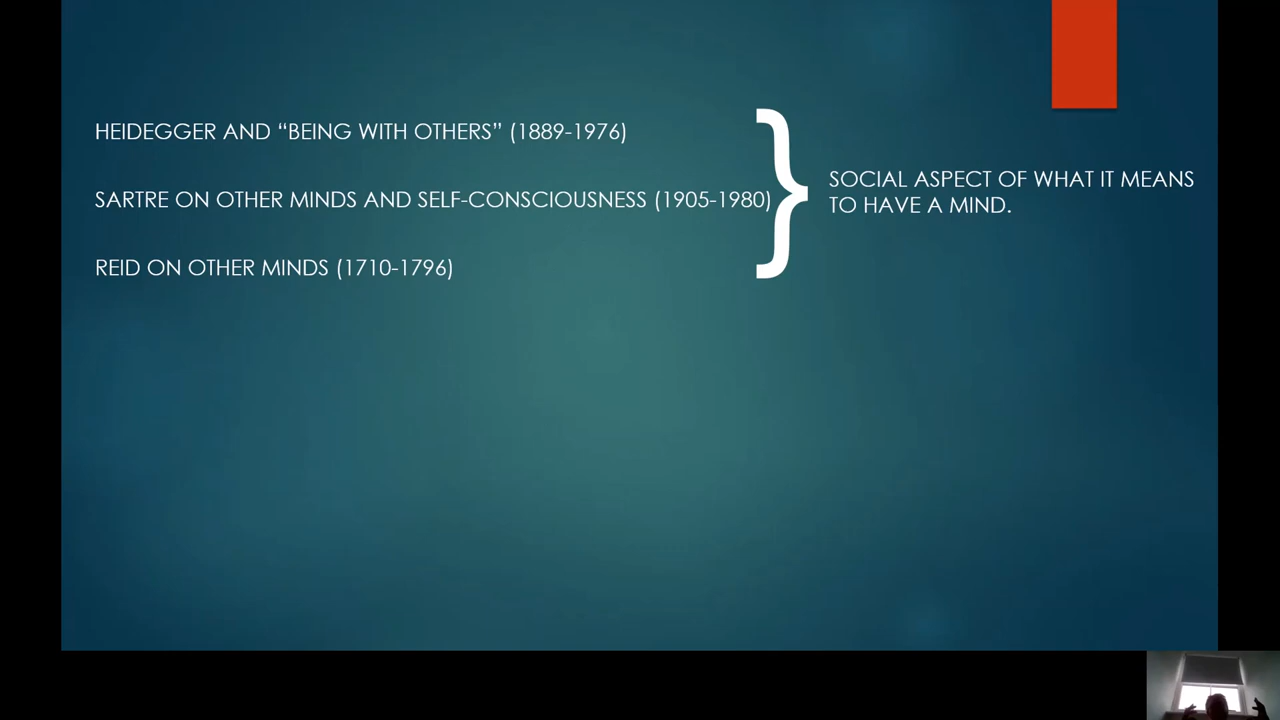 HEIDEGGER AND “BEING WITH OTHERS” (1889-1976)
SARTRE ON OTHER MINDS AND SELF-CONSCIOUSNESS (1905-1980)
REID ON OTHER MINDS (1710-1796)
SOCIAL ASPECT OF WHAT IT MEANS
TO HAVE A MIND.